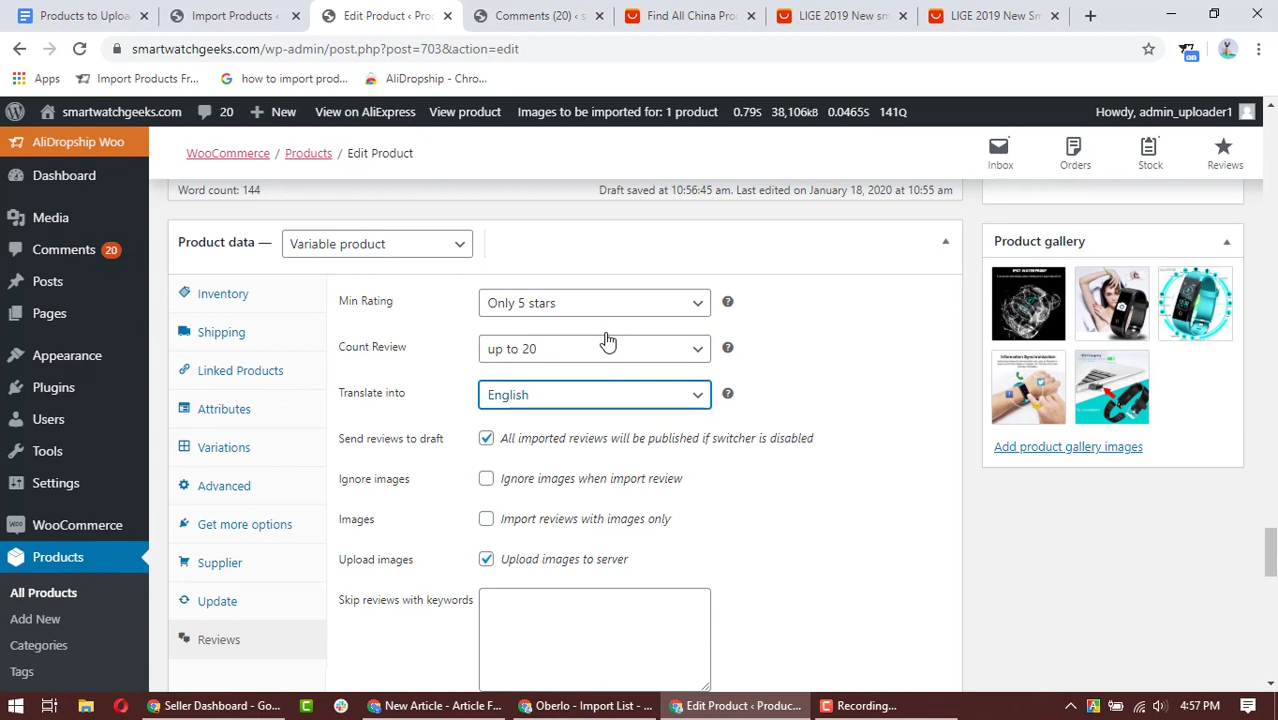 Products to Uploa
Import Products <
Edit Product < Pro
Comments (20) < s
Find All China Pro
LIGE 2019 New sm
LIGE 2019 New Sm
smartwatchgeeks.com/wp-admin/post.php?post=703&action=edit
on
Apps
Import Products Fr...
how to import prod...
AliDropship - Chro...
smartwatchgeeks.com
20
New
View on AliExpress
View product
Images to be imported for: 1 product
0.79S
38,106kB
0.0465S
141Q
Howdy, admin_uploader1
AliDropship Woo
Dashboard
Media
Comments 20
Posts
Pages
Appearance
Plugins
Users
Tools
Settings
WooCommerce
Products
All Products
Add New
Categories
Tags
WooCommerce / Products / Edit Product
Inbox
Orders
Stock
Reviews
Word count: 144
Draft saved at 10:56:45 am. Last edited on January 18, 2020 at 10:55 am
Product data —
Variable product
Inventory
Shipping
Linked Products
Attributes
Variations
Advanced
Get more options
Supplier
Update
Reviews
Min Rating
Only 5 stars
Count Review
up to 20
Translate into
English
Send reviews to draft
All imported reviews will be published if switcher is disabled
Ignore images
Ignore images when import review
Images
Import reviews with images only
Upload images
Upload images to server
Skip reviews with keywords
Product gallery
Add product gallery images
Seller Dashboard - Go...
New Article - Article F...
Oberlo - Import List - ...
Edit Product < Produc...
Recording...
4:57 PM